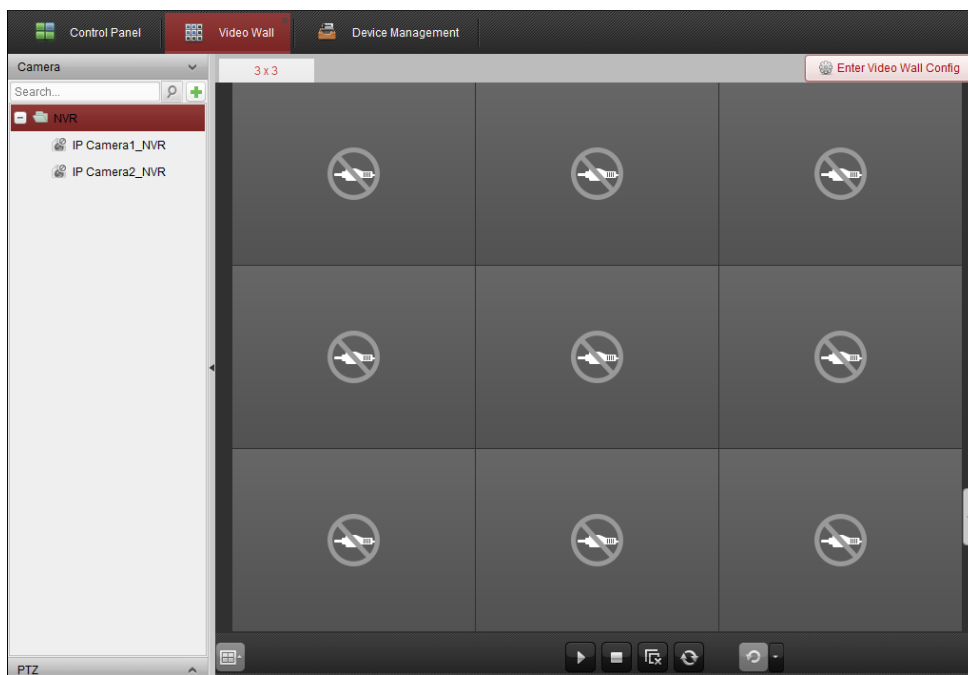 Control Panel
Video Wall
Device Management
Camera
3 x 3
Enter Video Wall Config
Search...
NVR
IP Camera1_NVR
IP Camera2_NVR
PTZ